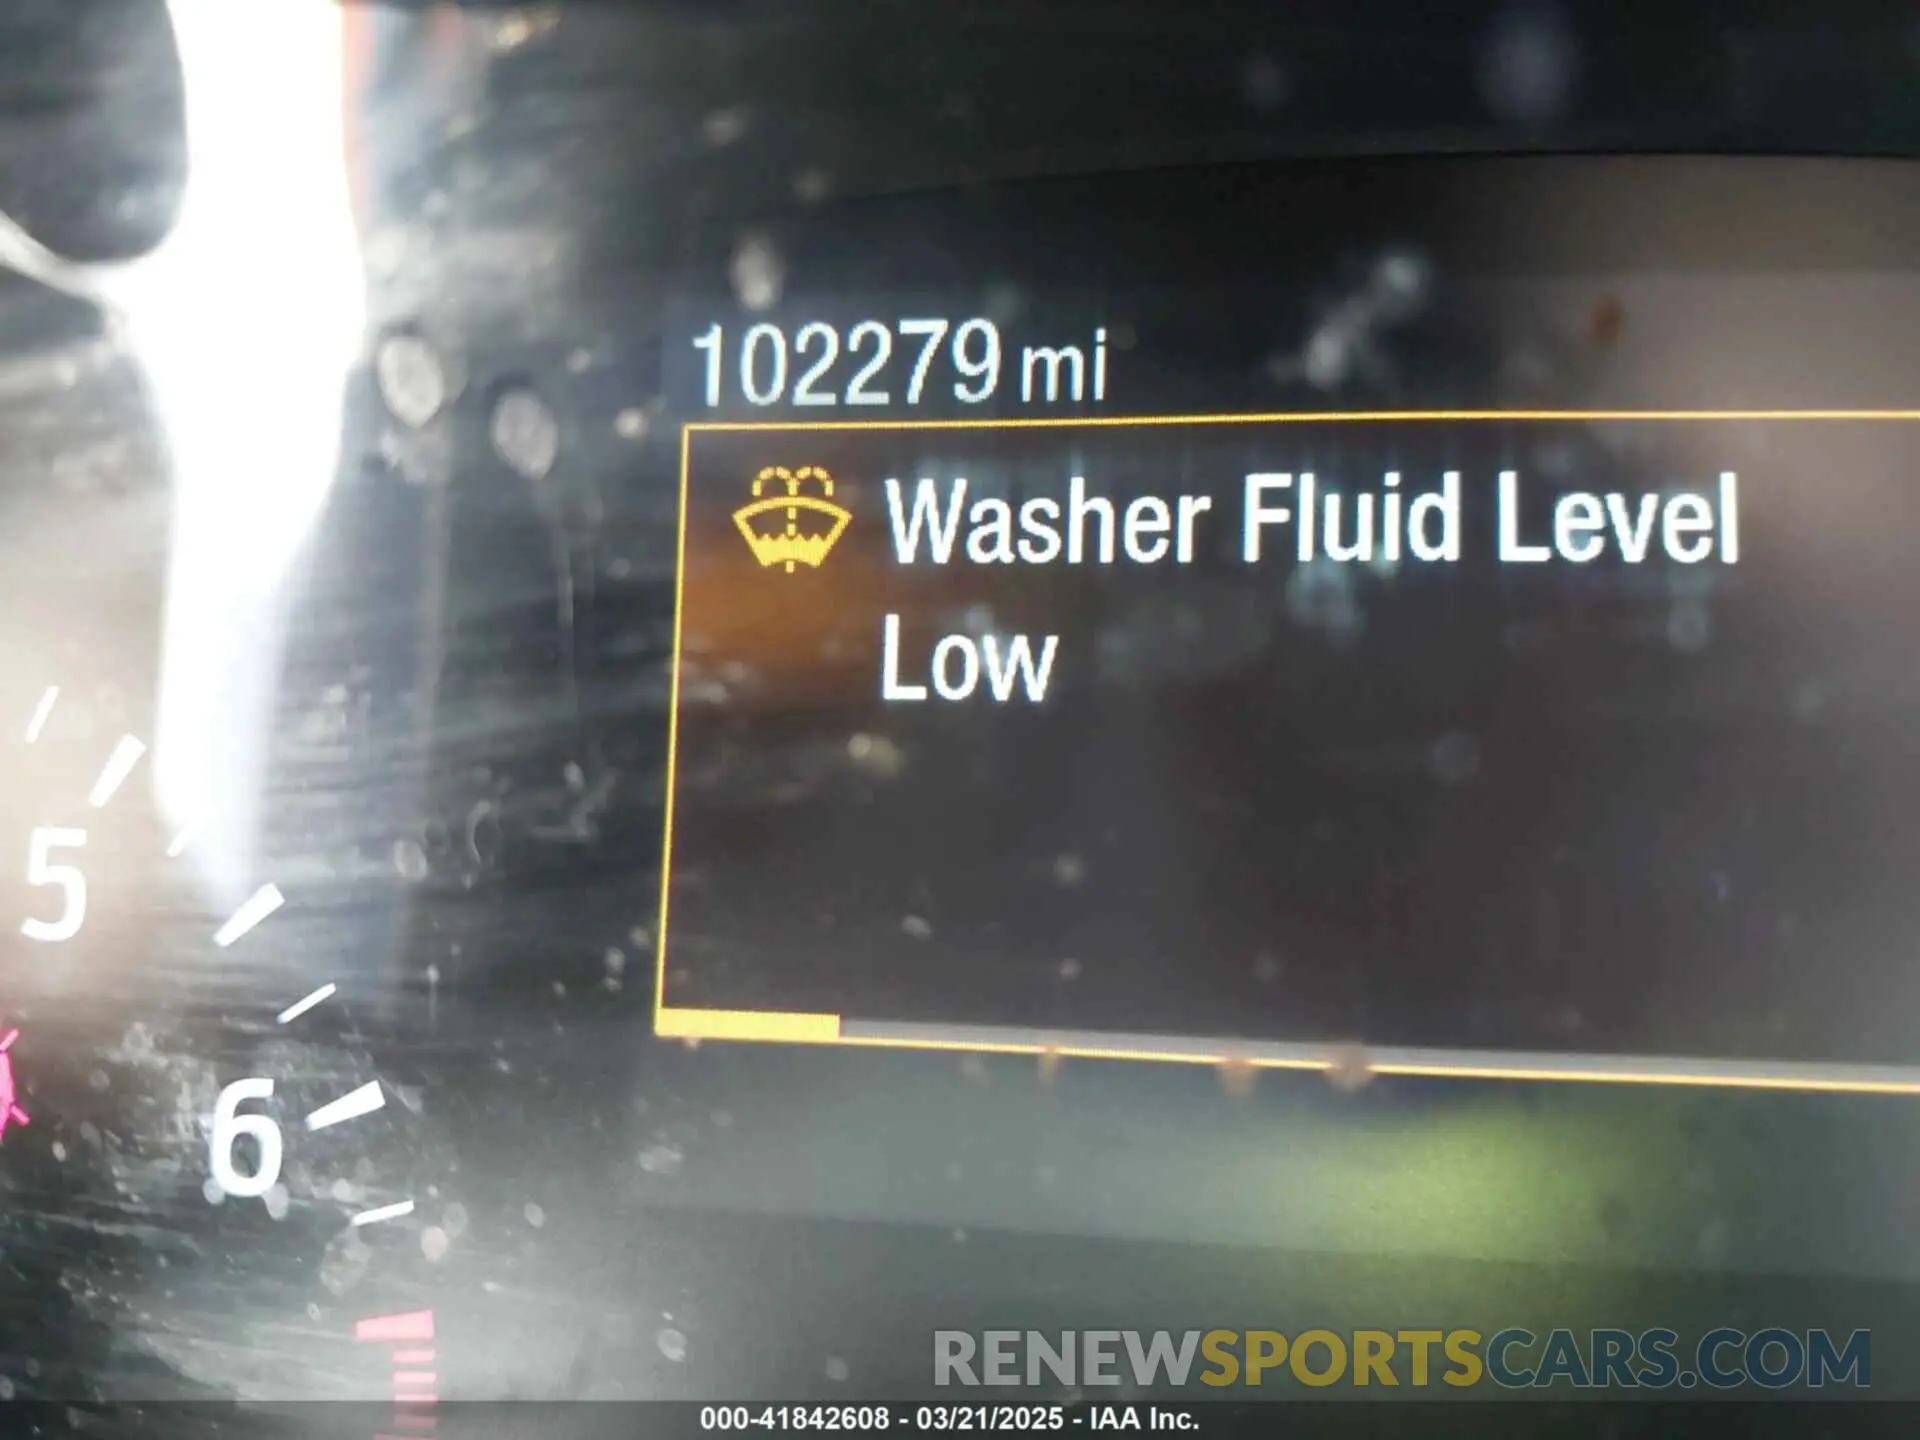 102279 mi
Washer Fluid Level
Low
5
6
RENEWSPORTSCARS.COM
000-41842608 - 03/21/2025 - IAA Inc.